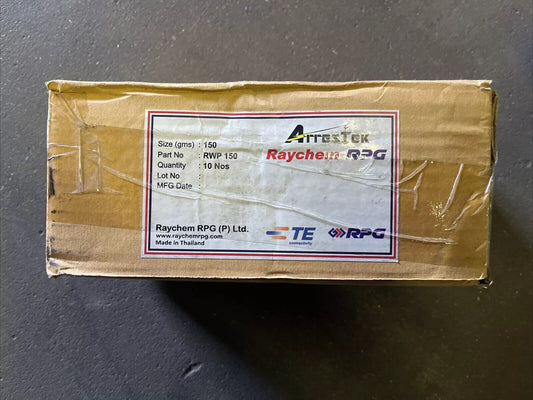 Size (gms) : 150
Part No : RWP 150
Quantity : 10 Nos
Lot No :
MFG Date :
ArresTek
Raychem RPG
Raychem RPG (P) Ltd.
www.raychemrpg.com
Made in Thailand
TE
connectivity
RPG